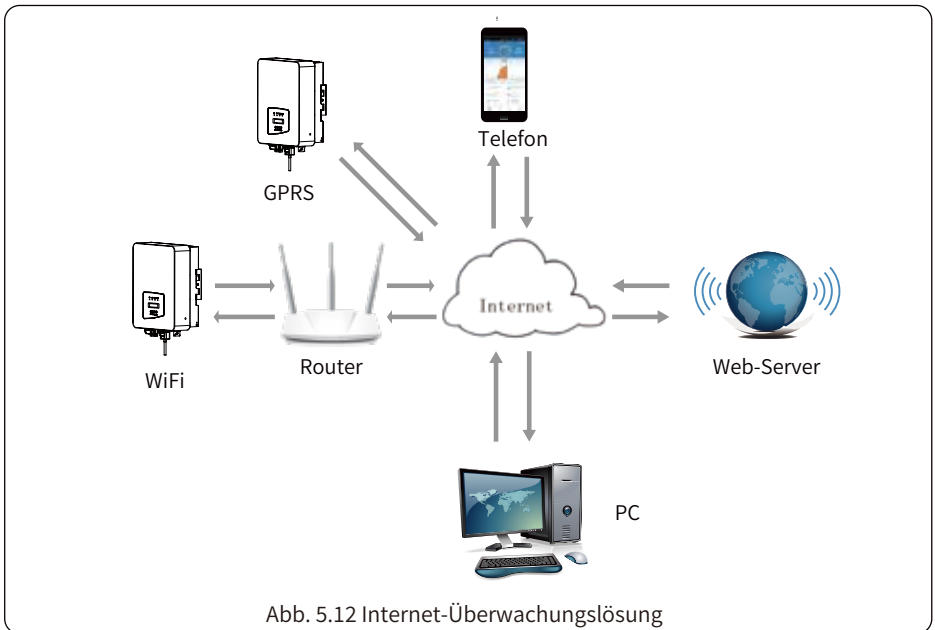 Telefon
GPRS
Internet
WiFi
Router
Web-Server
PC
Abb. 5.12 Internet-Überwachungslösung